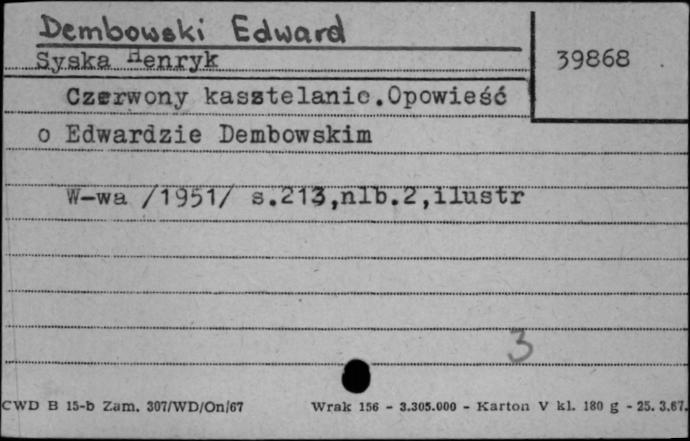 Dembowski Edward
Syska Henryk
39868
Czerwony kasztelanic.Opowieść
o Edwardzie Dembowskim
W-wa /1951/ s.213,nlb.2,ilustr
3
CWD B 15-b Zam. 307/WD/On/67 Wrak 156 - 3.305.000 - Karton V kl. 180 g - 25. 3.67.